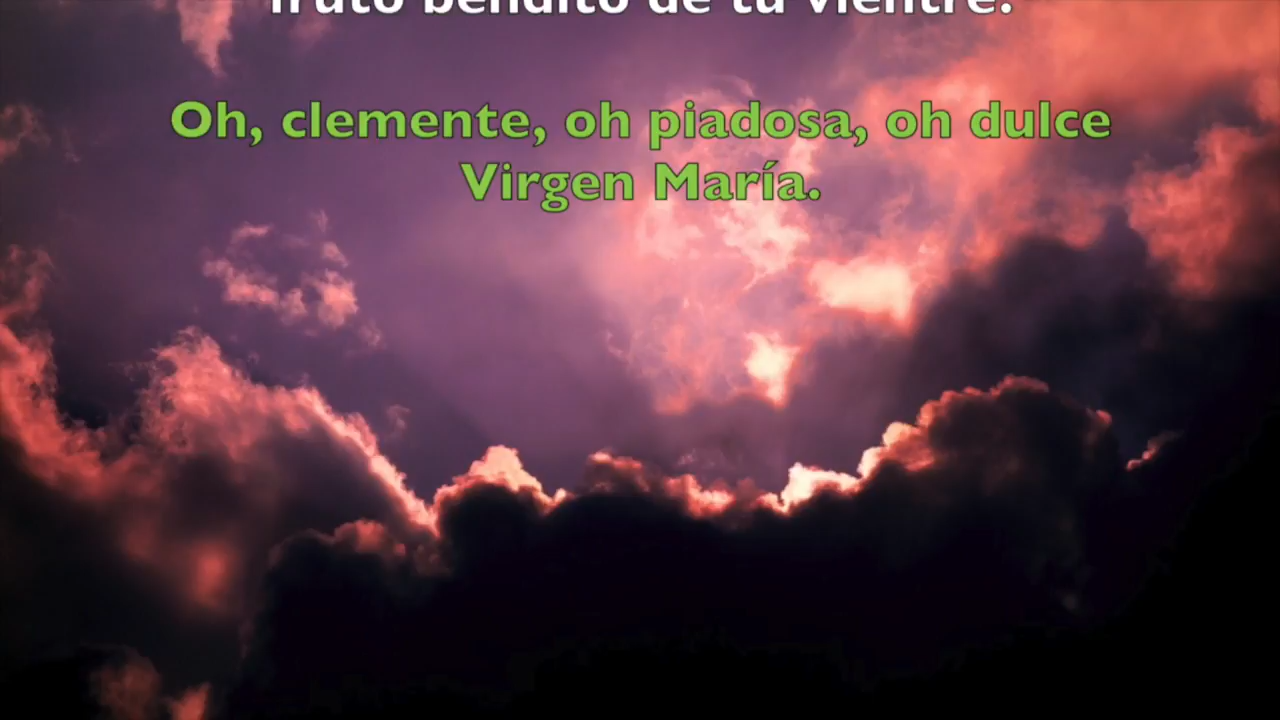 fruto bendito de tu vientre.
Oh, clemente, oh piadosa, oh dulce
Virgen María.